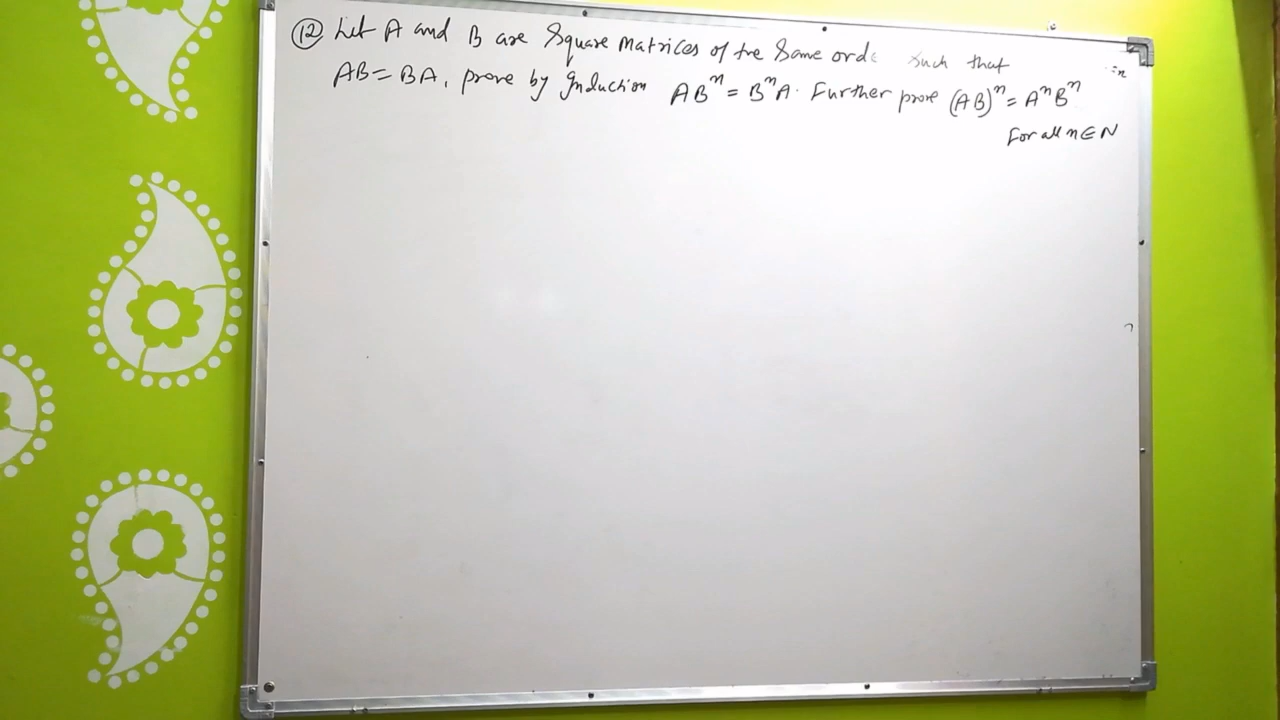 ⑫ Let A and B are Square Matrices of tre Same orde such that
AB = BA, prove by Induction ABⁿ = BⁿA. Further prove (AB)ⁿ = AⁿBⁿ
For all n ∈ N